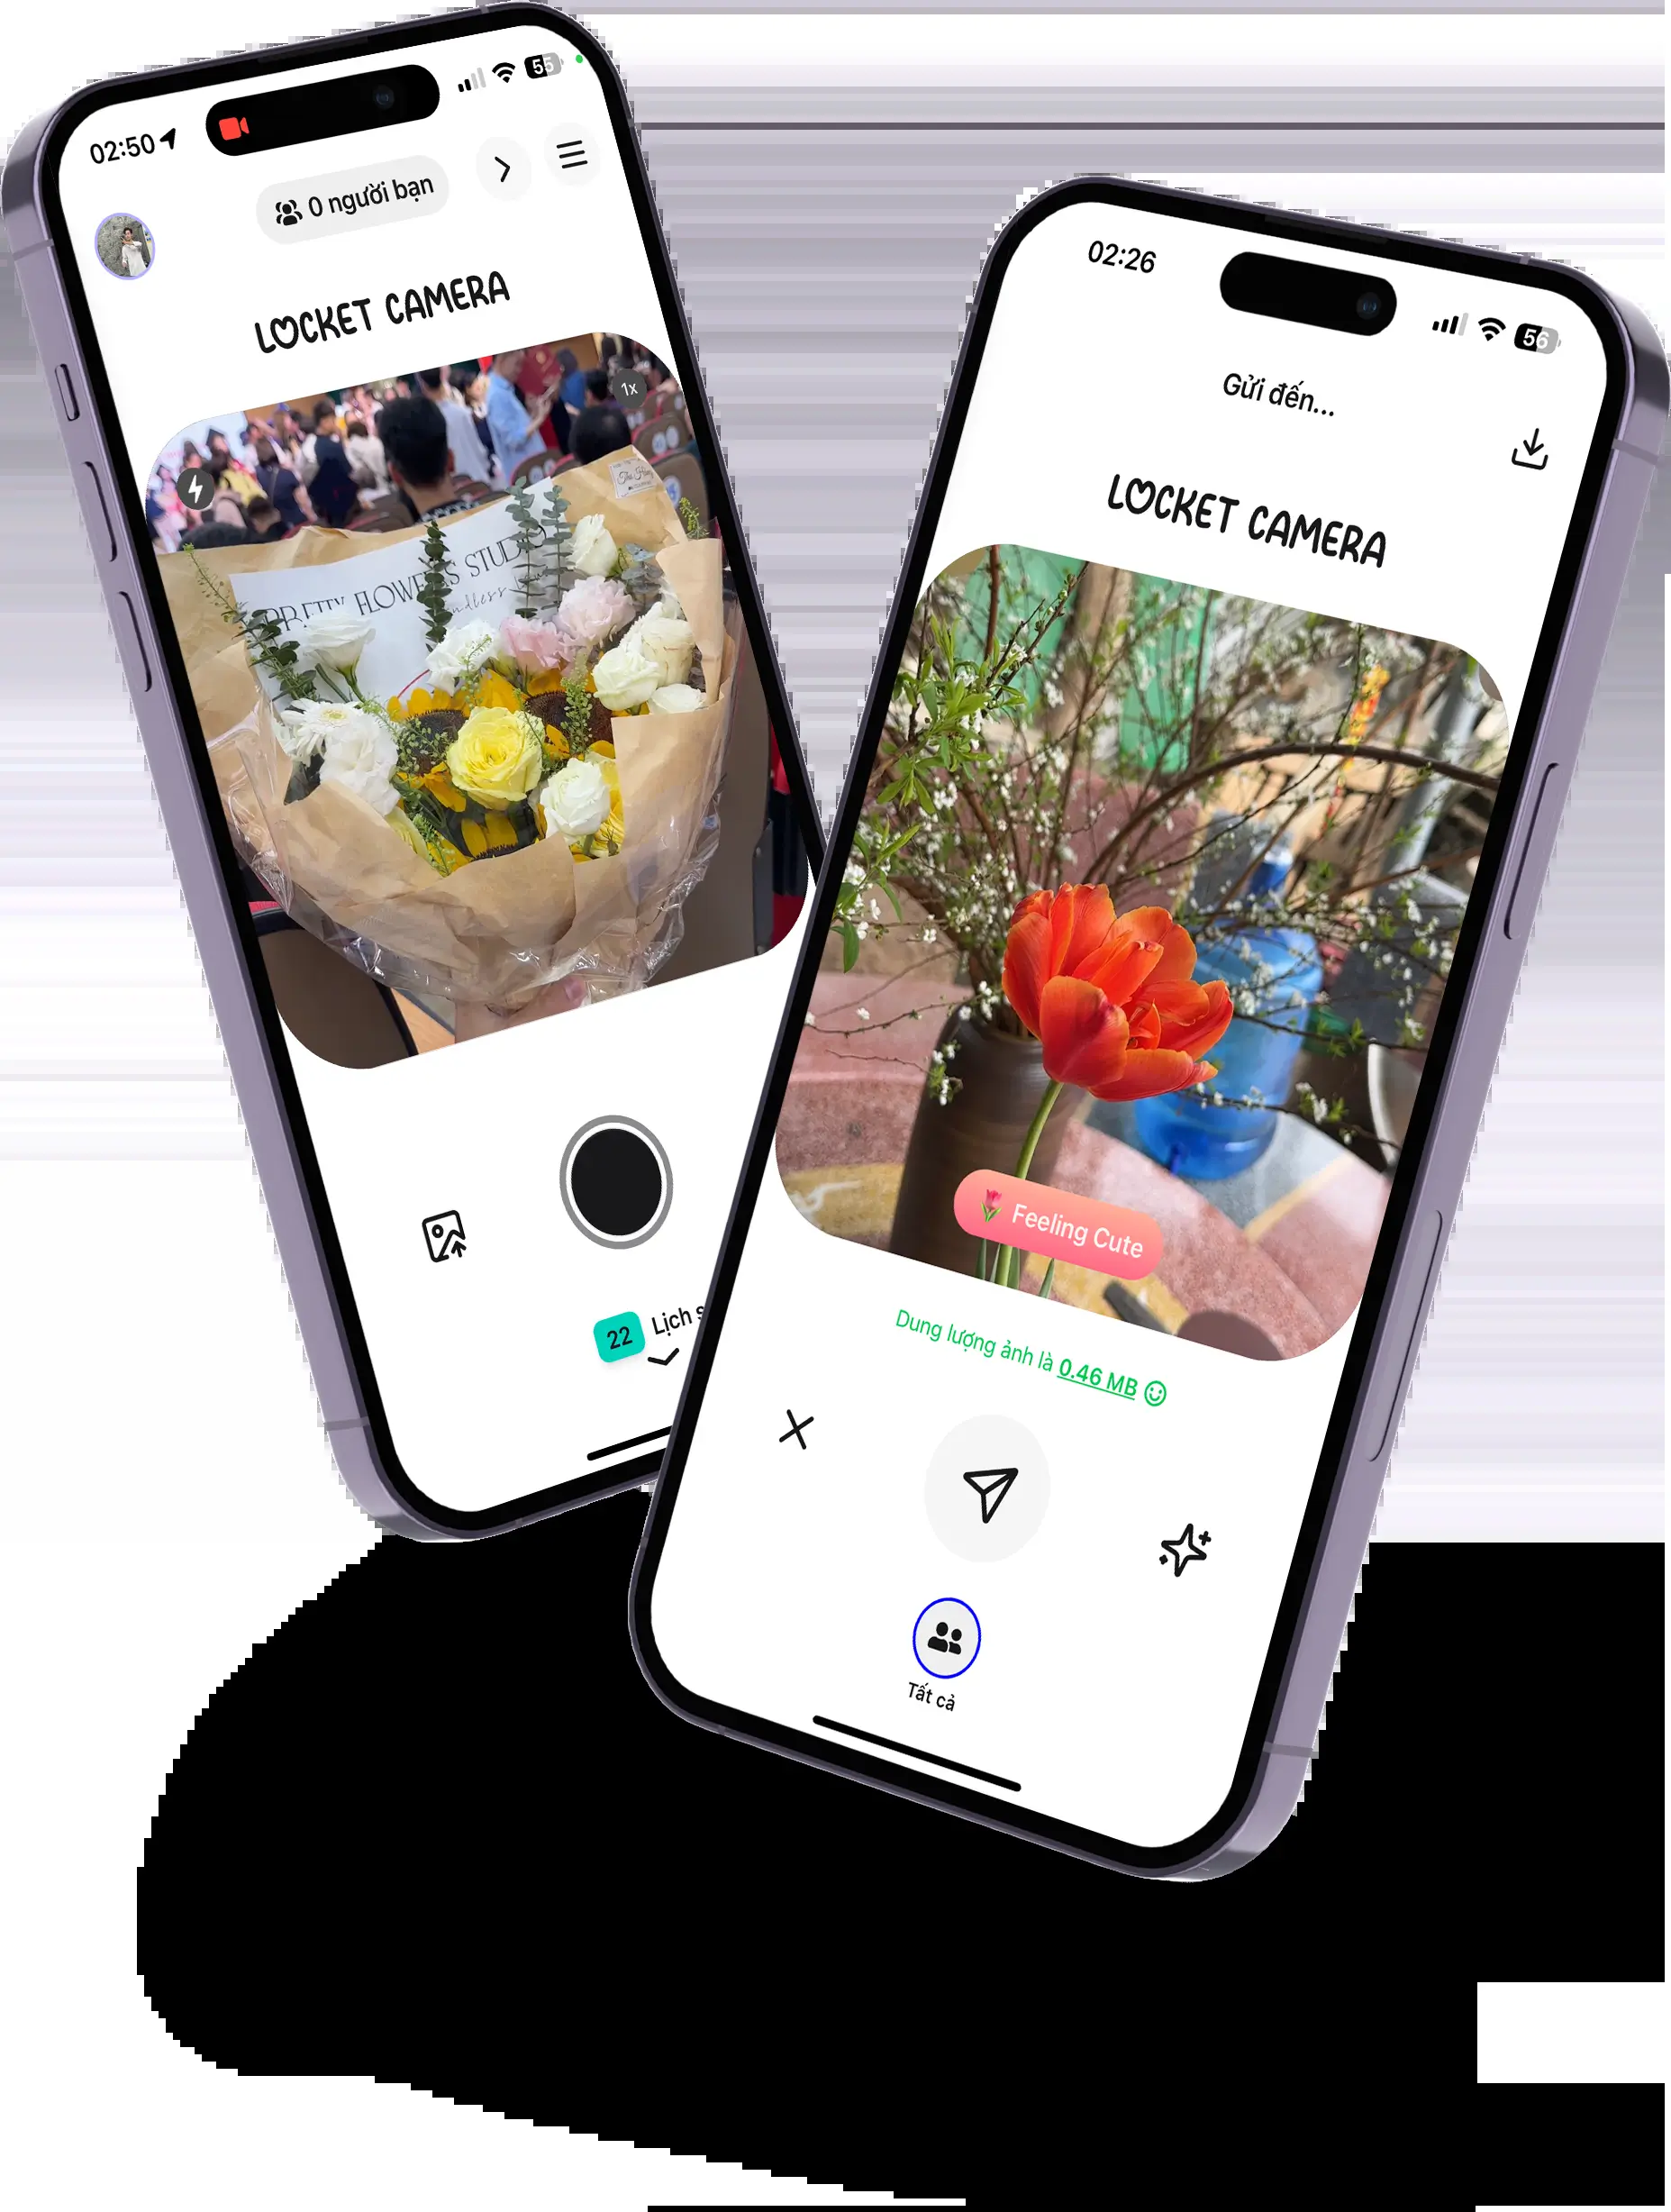 02:50
55
0 người bạn
LOCKET CAMERA
1x
PRETTY FLOWERS STUDIO
22
Lịch s
02:26
56
Gửi đến...
LOCKET CAMERA
Feeling Cute
Dung lượng ảnh là 0.46 MB
Tất cả